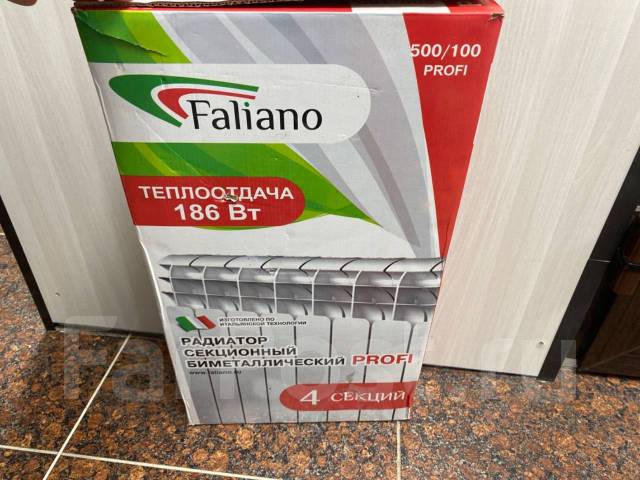 500/100
PROFI
Faliano
ТЕПЛООТДАЧА
186 Вт
ИЗГОТОВЛЕНО ПО
ИТАЛЬЯНСКОЙ ТЕХНОЛОГИИ
РАДИАТОР
СЕКЦИОННЫЙ
БИМЕТАЛЛИЧЕСКИЙ PROFI
www.faliano.su
4 СЕКЦИЙ